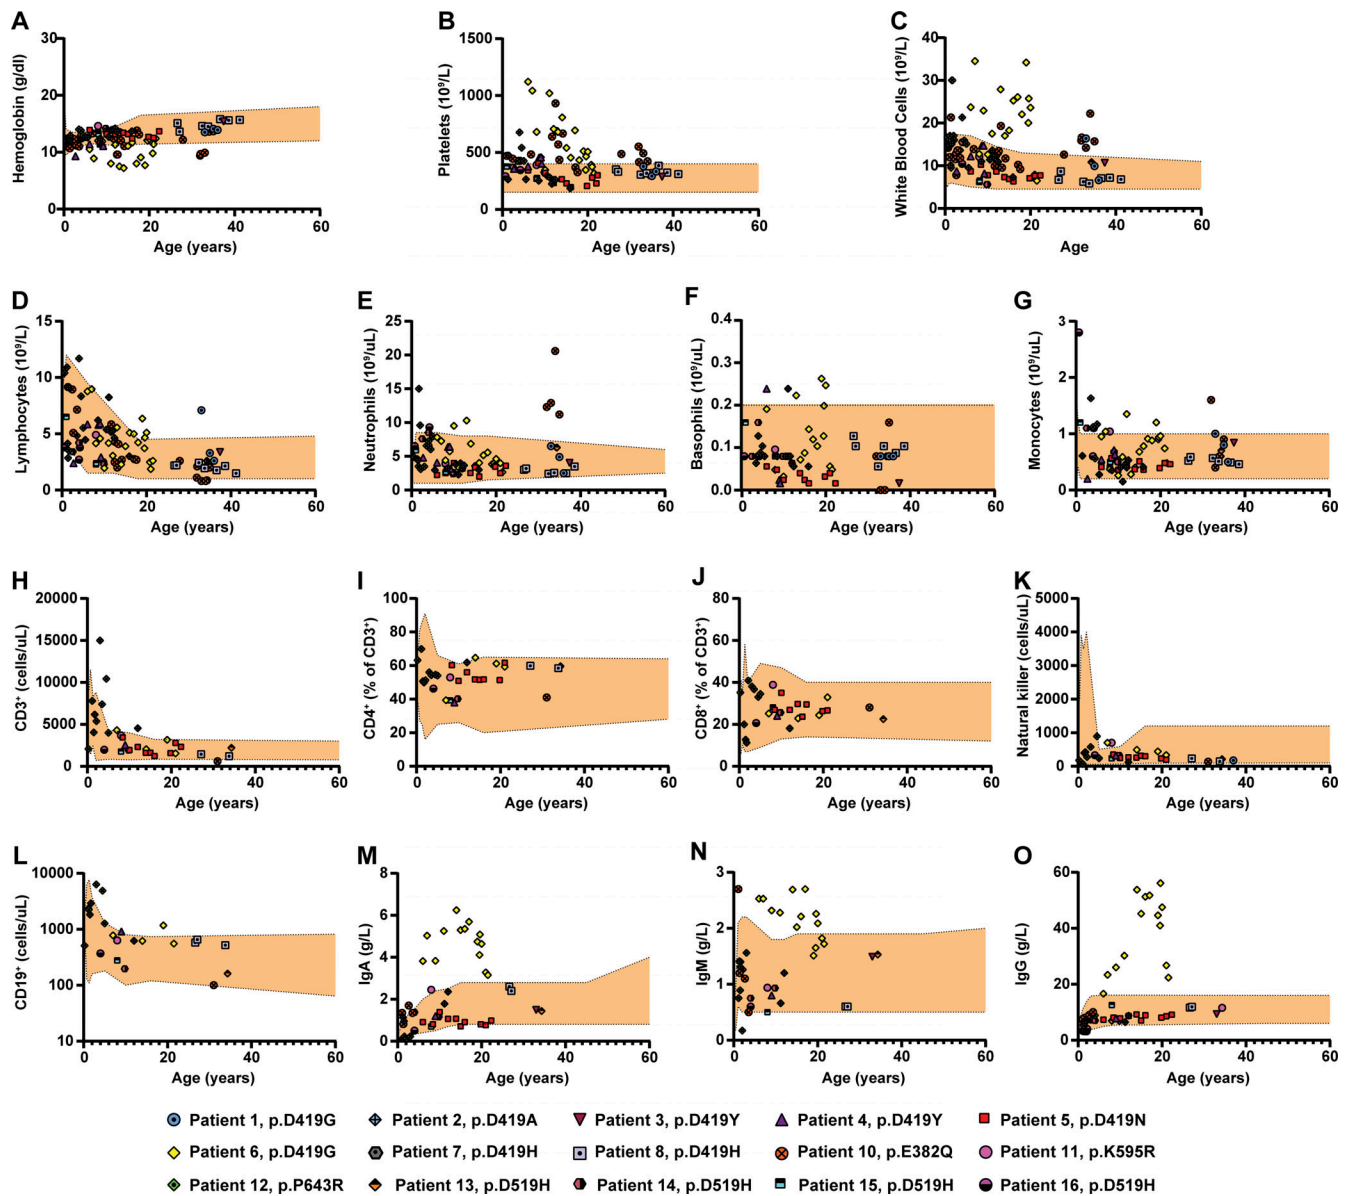 A
B
C
Hemoglobin (g/dl)
30
20
10
0
0 20 40 60
Age (years)
Platelets (10⁹/L)
1500
1000
500
0
0 20 40 60
Age (years)
White Blood Cells (10⁹/L)
40
30
20
10
0
0 20 40 60
Age
D
E
F
G
Lymphocytes (10⁹/L)
15
10
5
0
0 20 40 60
Age (years)
Neutrophils (10⁹/uL)
25
20
15
10
5
0
0 20 40 60
Age (years)
Basophils (10⁹/uL)
0.4
0.3
0.2
0.1
0.0
0 20 40 60
Age (years)
Monocytes (10⁹/uL)
3
2
1
0
0 20 40 60
Age (years)
H
I
J
K
CD3⁺ (cells/uL)
20000
15000
10000
5000
0
0 20 40 60
Age (years)
CD4⁺ (% of CD3⁺)
100
80
60
40
20
0
0 20 40 60
Age (years)
CD8⁺ (% of CD3⁺)
80
60
40
20
0
0 20 40 60
Age (years)
Natural killer (cells/uL)
5000
4000
3000
2000
1000
0
0 20 40 60
Age (years)
L
M
N
O
CD19⁺ (cells/uL)
10000
1000
100
10
0 20 40 60
Age (years)
IgA (g/L)
8
6
4
2
0
0 20 40 60
Age (years)
IgM (g/L)
3
2
1
0
0 20 40 60
Age (years)
IgG (g/L)
60
40
20
0
0 20 40 60
Age (years)
Patient 1, p.D419G Patient 2, p.D419A Patient 3, p.D419Y Patient 4, p.D419Y Patient 5, p.D419N
Patient 6, p.D419G Patient 7, p.D419H Patient 8, p.D419H Patient 10, p.E382Q Patient 11, p.K595R
Patient 12, p.P643R Patient 13, p.D519H Patient 14, p.D519H Patient 15, p.D519H Patient 16, p.D519H